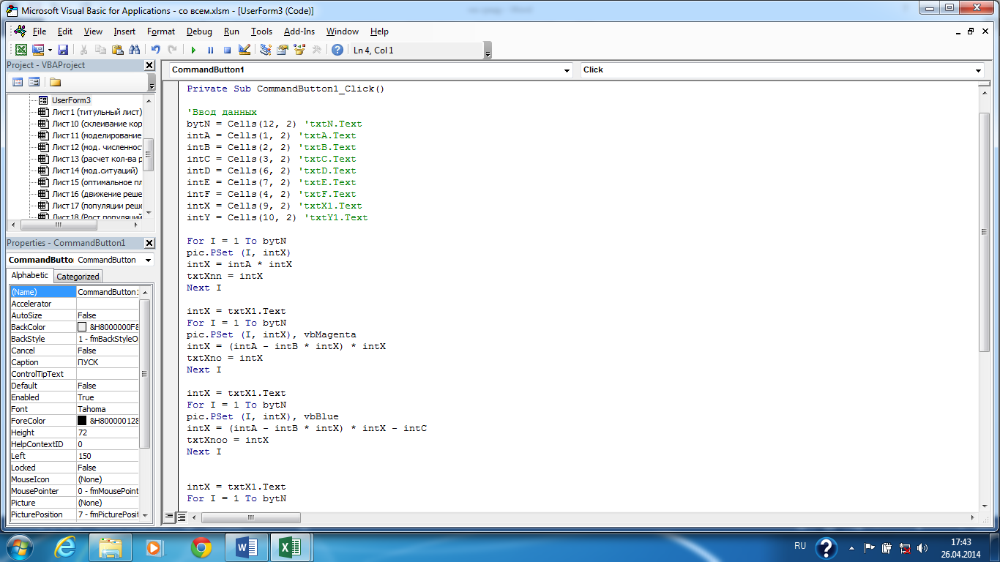 Microsoft Visual Basic for Applications - со всем.xlsm - [UserForm3 (Code)]
File Edit View Insert Format Debug Run Tools Add-Ins Window Help
Ln 4, Col 1
Project - VBAProject
UserForm3
Лист1 (титульный лист)
Лист10 (склеивание кор
Лист11 (моделирование
Лист12 (мод. численност
Лист13 (расчет кол-ва р
Лист14 (мод.ситуаций)
Лист15 (оптимальное пл
Лист16 (движение реше
Лист17 (популяции реше
Лист18 (Рост популяций
Properties - CommandButton1
CommandButto CommandButton
Alphabetic Categorized
(Name) CommandButton1
Accelerator
AutoSize False
BackColor &H8000000F&
BackStyle 1 - fmBackStyleOp
Cancel False
Caption ПУСК
ControlTipText
Default False
Enabled True
Font Tahoma
ForeColor &H80000012&
Height 72
HelpContextID 0
Left 150
Locked False
MouseIcon (None)
MousePointer 0 - fmMousePoint
Picture (None)
PicturePosition 7 - fmPicturePosit
CommandButton1 Click
Private Sub CommandButton1_Click()
'Ввод данных
bytN = Cells(12, 2) 'txtN.Text
intA = Cells(1, 2) 'txtA.Text
intB = Cells(2, 2) 'txtB.Text
intC = Cells(3, 2) 'txtC.Text
intD = Cells(6, 2) 'txtD.Text
intE = Cells(7, 2) 'txtE.Text
intF = Cells(4, 2) 'txtF.Text
intX = Cells(9, 2) 'txtX1.Text
intY = Cells(10, 2) 'txtY1.Text
For I = 1 To bytN
pic.PSet (I, intX)
intX = intA * intX
txtXnn = intX
Next I
intX = txtX1.Text
For I = 1 To bytN
pic.PSet (I, intX), vbMagenta
intX = (intA - intB * intX) * intX
txtXno = intX
Next I
intX = txtX1.Text
For I = 1 To bytN
pic.PSet (I, intX), vbBlue
intX = (intA - intB * intX) * intX - intC
txtXnoo = intX
Next I
intX = txtX1.Text
For I = 1 To bytN
RU
17:43
26.04.2014